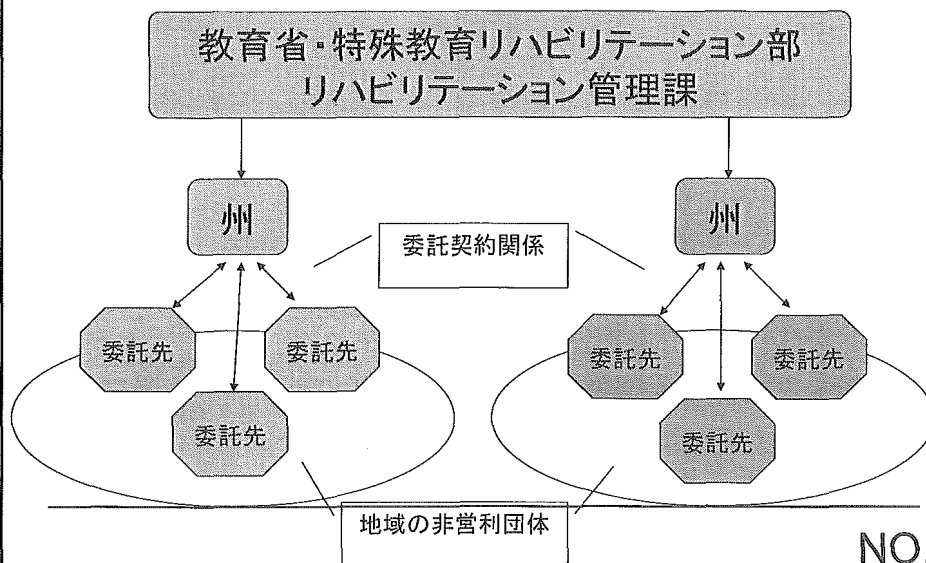 教育省・特殊教育リハビリテーション部
リハビリテーション管理課
州
州
委託契約関係
委託先
委託先
委託先
委託先
委託先
委託先
地域の非営利団体
NO.